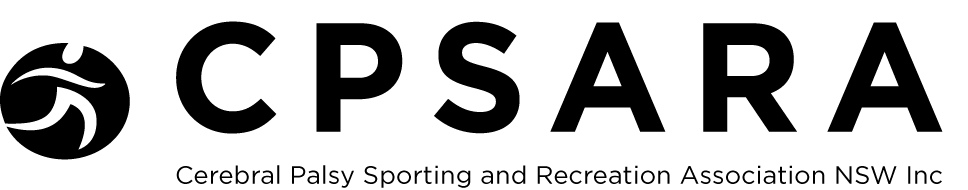 CPSARA
Cerebral Palsy Sporting and Recreation Association NSW Inc